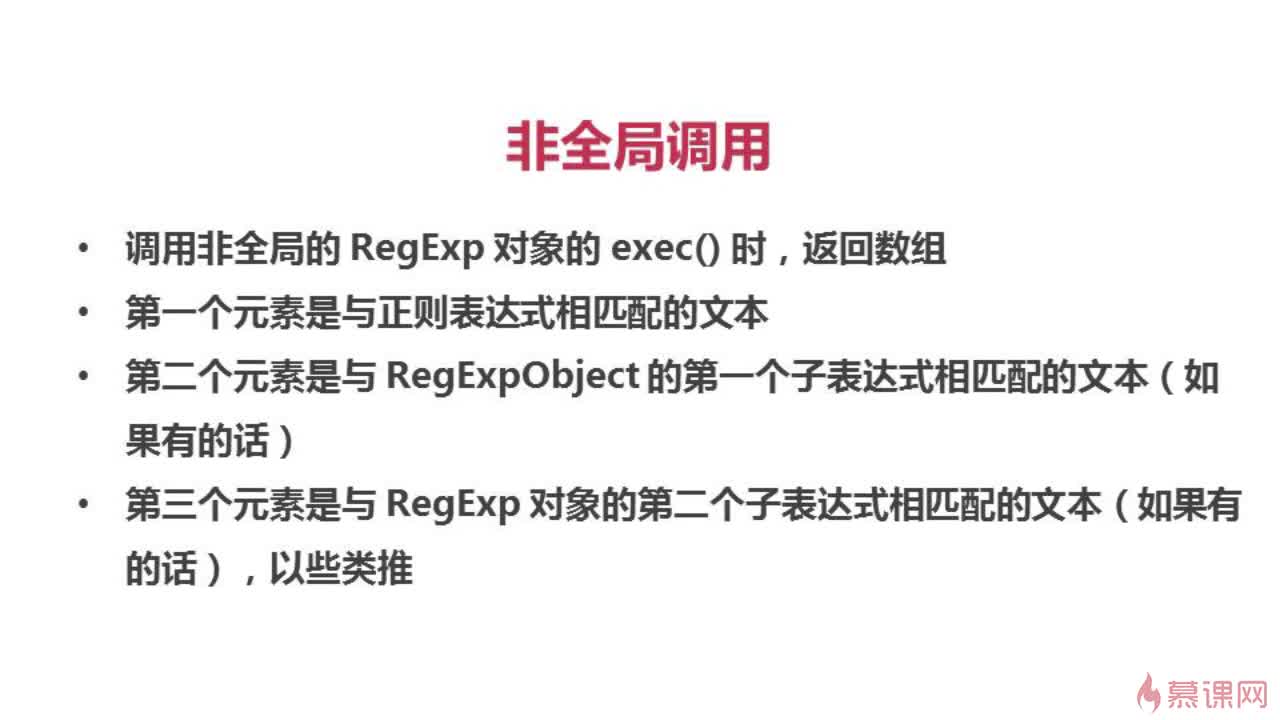 非全局调用
• 调用非全局的 RegExp 对象的 exec() 时，返回数组
• 第一个元素是与正则表达式相匹配的文本
• 第二个元素是与 RegExpObject 的第一个子表达式相匹配的文本（如
果有的话）
• 第三个元素是与 RegExp 对象的第二个子表达式相匹配的文本（如果有
的话），以些类推
慕课网